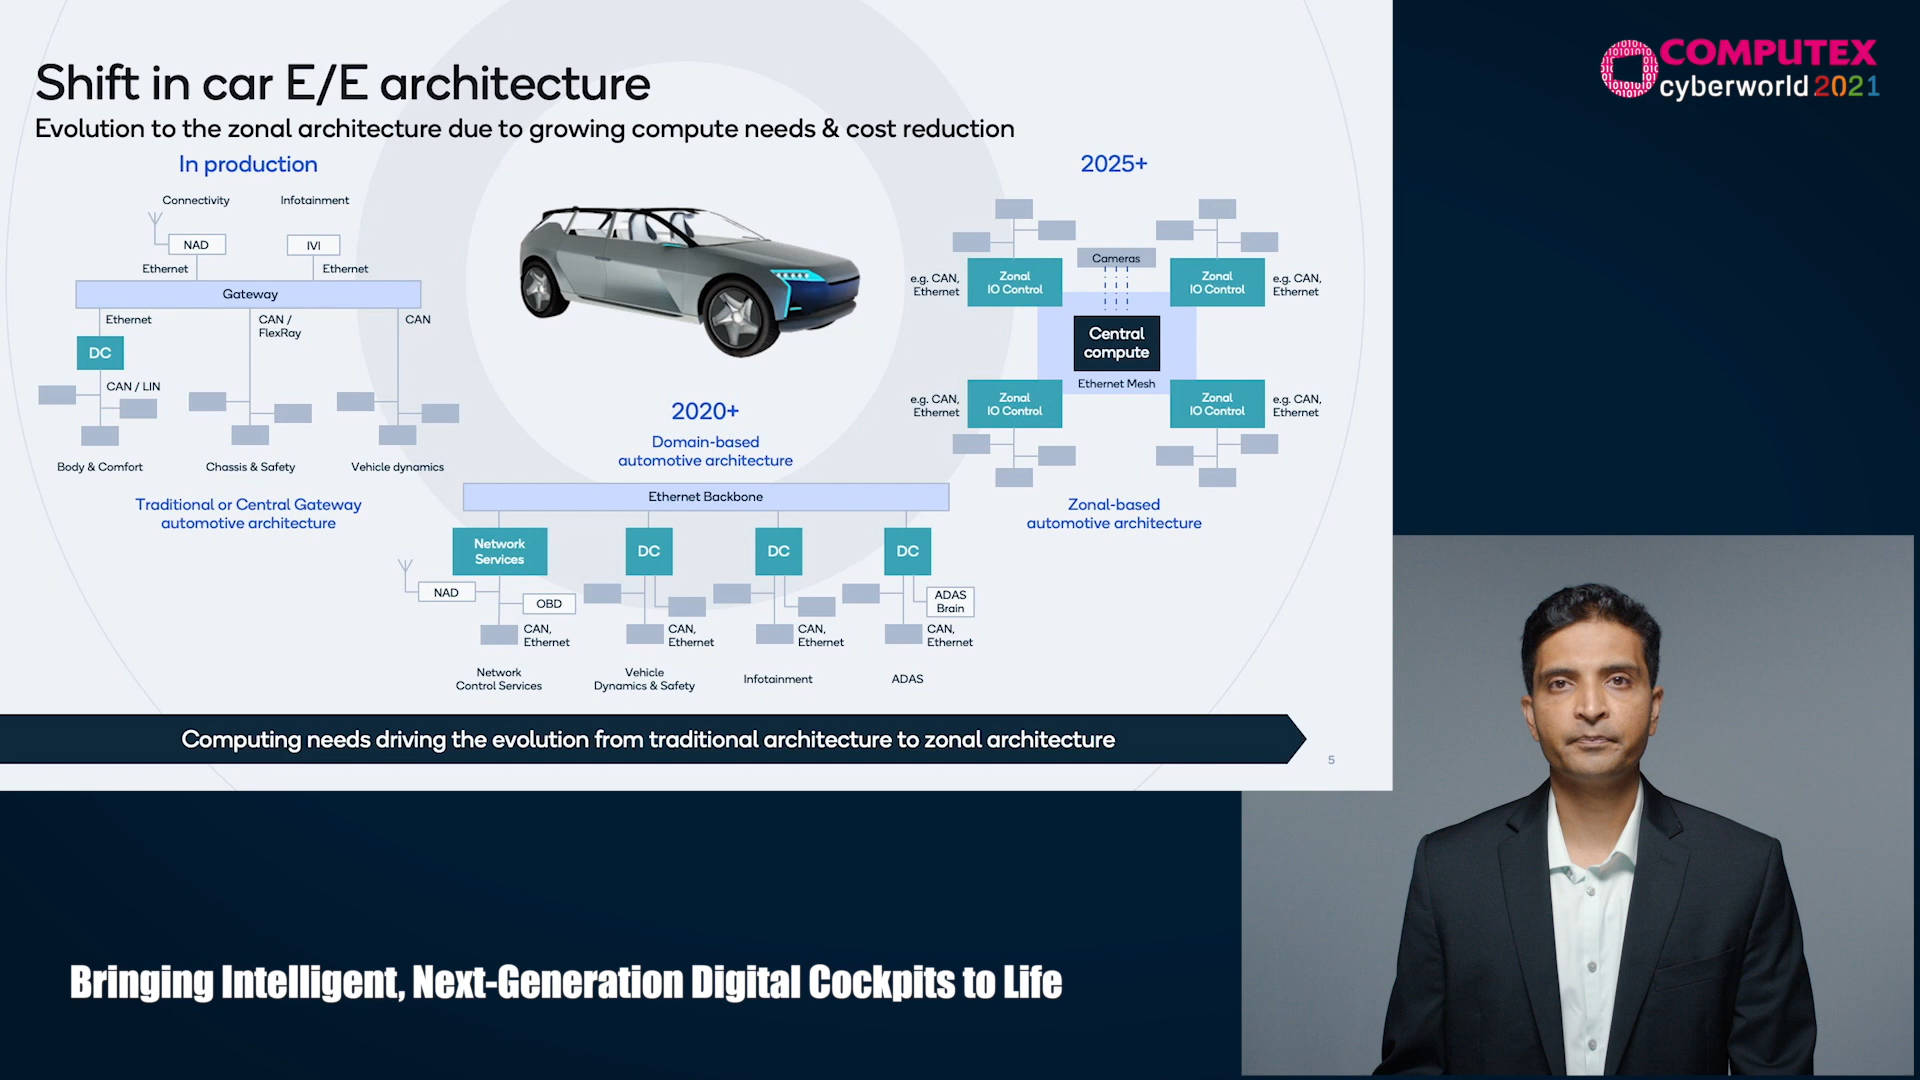 Shift in car E/E architecture
Evolution to the zonal architecture due to growing compute needs & cost reduction
In production
Connectivity
Infotainment
NAD
IVI
Ethernet
Ethernet
Gateway
Ethernet
CAN /
FlexRay
CAN
DC
CAN / LIN
Body & Comfort
Chassis & Safety
Vehicle dynamics
Traditional or Central Gateway
automotive architecture
2020+
Domain-based
automotive architecture
Ethernet Backbone
Network
Services
DC
DC
DC
NAD
OBD
ADAS
Brain
CAN,
Ethernet
CAN,
Ethernet
CAN,
Ethernet
CAN,
Ethernet
Network
Control Services
Vehicle
Dynamics & Safety
Infotainment
ADAS
2025+
Cameras
e.g. CAN,
Ethernet
Zonal
IO Control
Zonal
IO Control
e.g. CAN,
Ethernet
Central
compute
Ethernet Mesh
e.g. CAN,
Ethernet
Zonal
IO Control
Zonal
IO Control
e.g. CAN,
Ethernet
Zonal-based
automotive architecture
Computing needs driving the evolution from traditional architecture to zonal architecture
5
COMPUTEX
cyberworld 2021
Bringing Intelligent, Next-Generation Digital Cockpits to Life